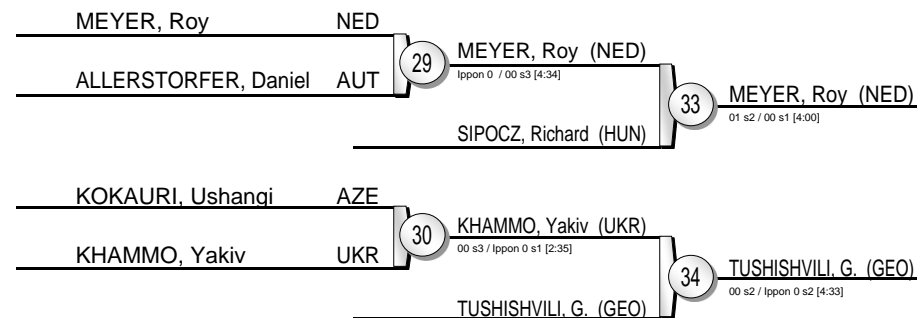 MEYER, Roy NED
ALLERSTORFER, Daniel AUT
29
MEYER, Roy (NED)
Ippon 0 / 00 s3 [4:34]
SIPOCZ, Richard (HUN)
33
MEYER, Roy (NED)
01 s2 / 00 s1 [4:00]
KOKAURI, Ushangi AZE
KHAMMO, Yakiv UKR
30
KHAMMO, Yakiv (UKR)
00 s3 / Ippon 0 s1 [2:35]
TUSHISHVILI, G. (GEO)
34
TUSHISHVILI, G. (GEO)
00 s2 / Ippon 0 s2 [4:33]